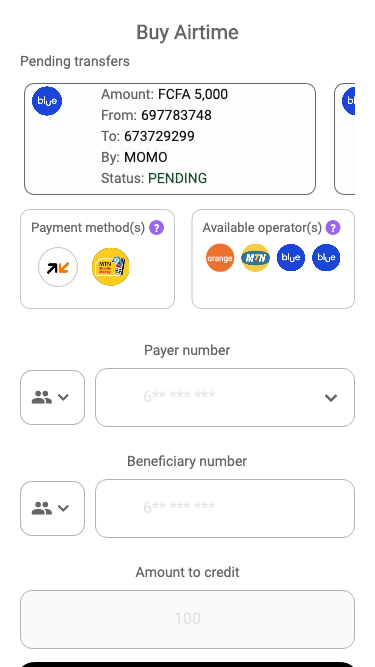 Buy Airtime
Pending transfers
blue
Amount: FCFA 5,000
From: 697783748
To: 673729299
By: MOMO
Status: PENDING
Payment method(s) ?
MTN
Mobile
Money
Available operator(s) ?
orange MTN blue blue
Payer number
6** *** ***
Beneficiary number
6** *** ***
Amount to credit
100